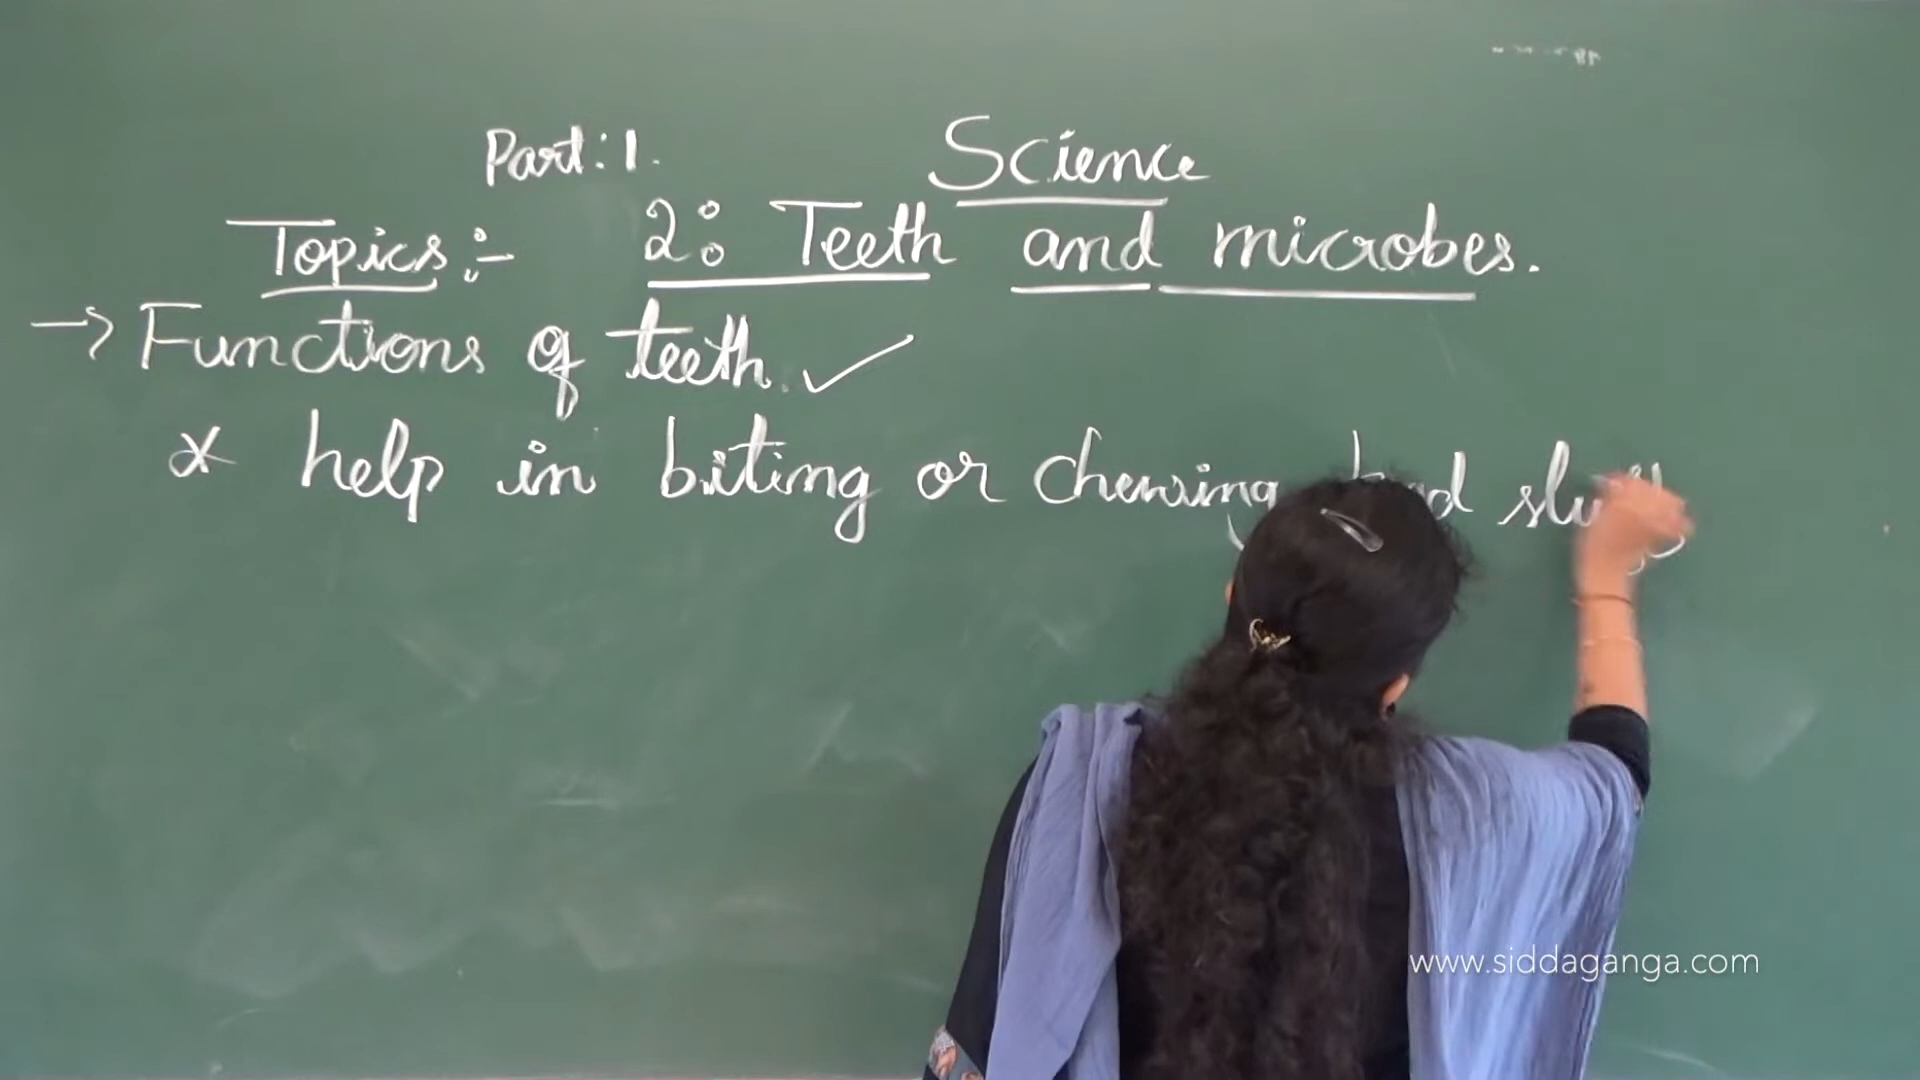 Part: 1.
Science
Topics :-
2: Teeth and microbes.
→ Functions of teeth. ✓
* help in biting or chewing
www.siddaganga.com